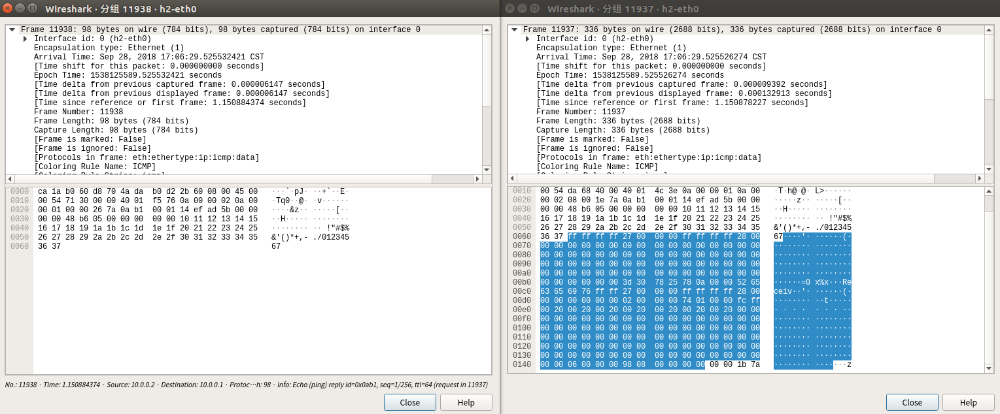 Wireshark · 分组 11938 · h2-eth0
Frame 11938: 98 bytes on wire (784 bits), 98 bytes captured (784 bits) on interface 0
Interface id: 0 (h2-eth0)
Encapsulation type: Ethernet (1)
Arrival Time: Sep 28, 2018 17:06:29.525532421 CST
[Time shift for this packet: 0.000000000 seconds]
Epoch Time: 1538125589.525532421 seconds
[Time delta from previous captured frame: 0.000006147 seconds]
[Time delta from previous displayed frame: 0.000006147 seconds]
[Time since reference or first frame: 1.150884374 seconds]
Frame Number: 11938
Frame Length: 98 bytes (784 bits)
Capture Length: 98 bytes (784 bits)
[Frame is marked: False]
[Frame is ignored: False]
[Protocols in frame: eth:ethertype:ip:icmp:data]
[Coloring Rule Name: ICMP]
0000 ca 1a b0 60 d8 70 4a da b0 d2 2b 60 08 00 45 00 ···`·pJ· ··+`··E·
0010 00 54 71 30 00 00 40 01 f5 76 0a 00 00 02 0a 00 ·Tq0··@· ·v······
0020 00 01 00 00 26 7a 0a b1 00 01 14 ef ad 5b 00 00 ····&z·· ·····[··
0030 00 00 48 b6 05 00 00 00 00 00 10 11 12 13 14 15 ··H····· ········
0040 16 17 18 19 1a 1b 1c 1d 1e 1f 20 21 22 23 24 25 ········ ·· !"#$%
0050 26 27 28 29 2a 2b 2c 2d 2e 2f 30 31 32 33 34 35 &'()*+,- ./012345
0060 36 37 67
No.: 11938 · Time: 1.150884374 · Source: 10.0.0.2 · Destination: 10.0.0.1 · Protoc···h: 98 · Info: Echo (ping) reply id=0x0ab1, seq=1/256, ttl=64 (request in 11937)
Close
Help
Wireshark · 分组 11937 · h2-eth0
Frame 11937: 336 bytes on wire (2688 bits), 336 bytes captured (2688 bits) on interface 0
Interface id: 0 (h2-eth0)
Encapsulation type: Ethernet (1)
Arrival Time: Sep 28, 2018 17:06:29.525526274 CST
[Time shift for this packet: 0.000000000 seconds]
Epoch Time: 1538125589.525526274 seconds
[Time delta from previous captured frame: 0.000009392 seconds]
[Time delta from previous displayed frame: 0.000132913 seconds]
[Time since reference or first frame: 1.150878227 seconds]
Frame Number: 11937
Frame Length: 336 bytes (2688 bits)
Capture Length: 336 bytes (2688 bits)
[Frame is marked: False]
[Frame is ignored: False]
[Protocols in frame: eth:ethertype:ip:icmp:data]
[Coloring Rule Name: ICMP]
0010 00 54 da 68 40 00 40 01 4c 3e 0a 00 00 01 0a 00 ·T·h@·@· L>······
0020 00 02 08 00 1e 7a 0a b1 00 01 14 ef ad 5b 00 00 ·····z·· ·····[··
0030 00 00 48 b6 05 00 00 00 00 00 10 11 12 13 14 15 ··H····· ········
0040 16 17 18 19 1a 1b 1c 1d 1e 1f 20 21 22 23 24 25 ········ ·· !"#$%
0050 26 27 28 29 2a 2b 2c 2d 2e 2f 30 31 32 33 34 35 &'()*+,- ./012345
0060 36 37 ff ff ff ff 27 00 00 00 ff ff ff ff 28 00 67····'· ······(·
0070 00 00 00 00 00 00 00 00 00 00 00 00 00 00 00 00 ········ ········
0080 00 00 00 00 00 00 00 00 00 00 00 00 00 00 00 00 ········ ········
0090 00 00 00 00 00 00 00 00 00 00 00 00 00 00 00 00 ········ ········
00a0 00 00 00 00 00 00 00 00 00 00 00 00 00 00 00 00 ········ ········
00b0 00 00 00 00 00 00 3d 30 78 25 78 0a 00 00 52 65 ······=0 x%x···Re
00c0 63 65 69 76 ff ff 27 00 00 00 ff ff ff ff 28 00 ceiv··'· ······(·
00d0 00 00 00 00 00 00 02 00 00 00 74 01 00 00 fc ff ········ ··t·····
00e0 00 20 00 20 00 20 00 20 00 20 00 20 00 20 00 00 · · · · · · · ··
00f0 00 00 00 00 00 00 00 00 00 00 00 00 00 00 00 00 ········ ········
0100 00 00 00 00 00 00 00 00 00 00 00 00 00 00 00 00 ········ ········
0110 00 00 00 00 00 00 00 00 00 00 00 00 00 00 00 00 ········ ········
0120 00 00 00 00 00 00 00 00 00 00 00 00 00 00 00 00 ········ ········
0130 00 00 00 00 00 00 00 00 00 00 00 00 00 00 00 00 ········ ········
0140 00 00 06 00 00 00 98 08 00 00 00 00 00 00 1b 7a ········ ·······z
Close
Help